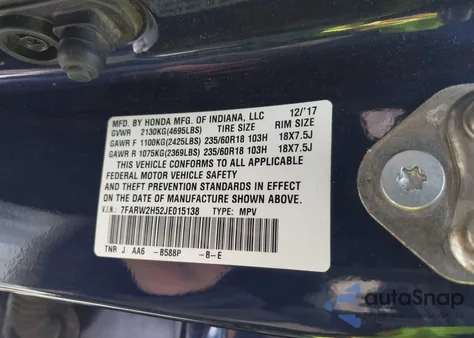 MFD. BY HONDA MFG. OF INDIANA, LLC 12/'17
GVWR 2130KG(4695LBS) TIRE SIZE RIM SIZE
GAWR F 1100KG(2425LBS) 235/60R18 103H 18X7.5J
GAWR R 1075KG(2369LBS) 235/60R18 103H 18X7.5J
THIS VEHICLE CONFORMS TO ALL APPLICABLE
FEDERAL MOTOR VEHICLE SAFETY
AND THEFT PREVENTION STANDARDS IN EFFECT
ON THE DATE OF MANUFACTURE SHOWN ABOVE.
V.I.N.: 7FARW2H52JE015138 TYPE: MPV
TNR J AA6 -B588P -B-E
autoSnap